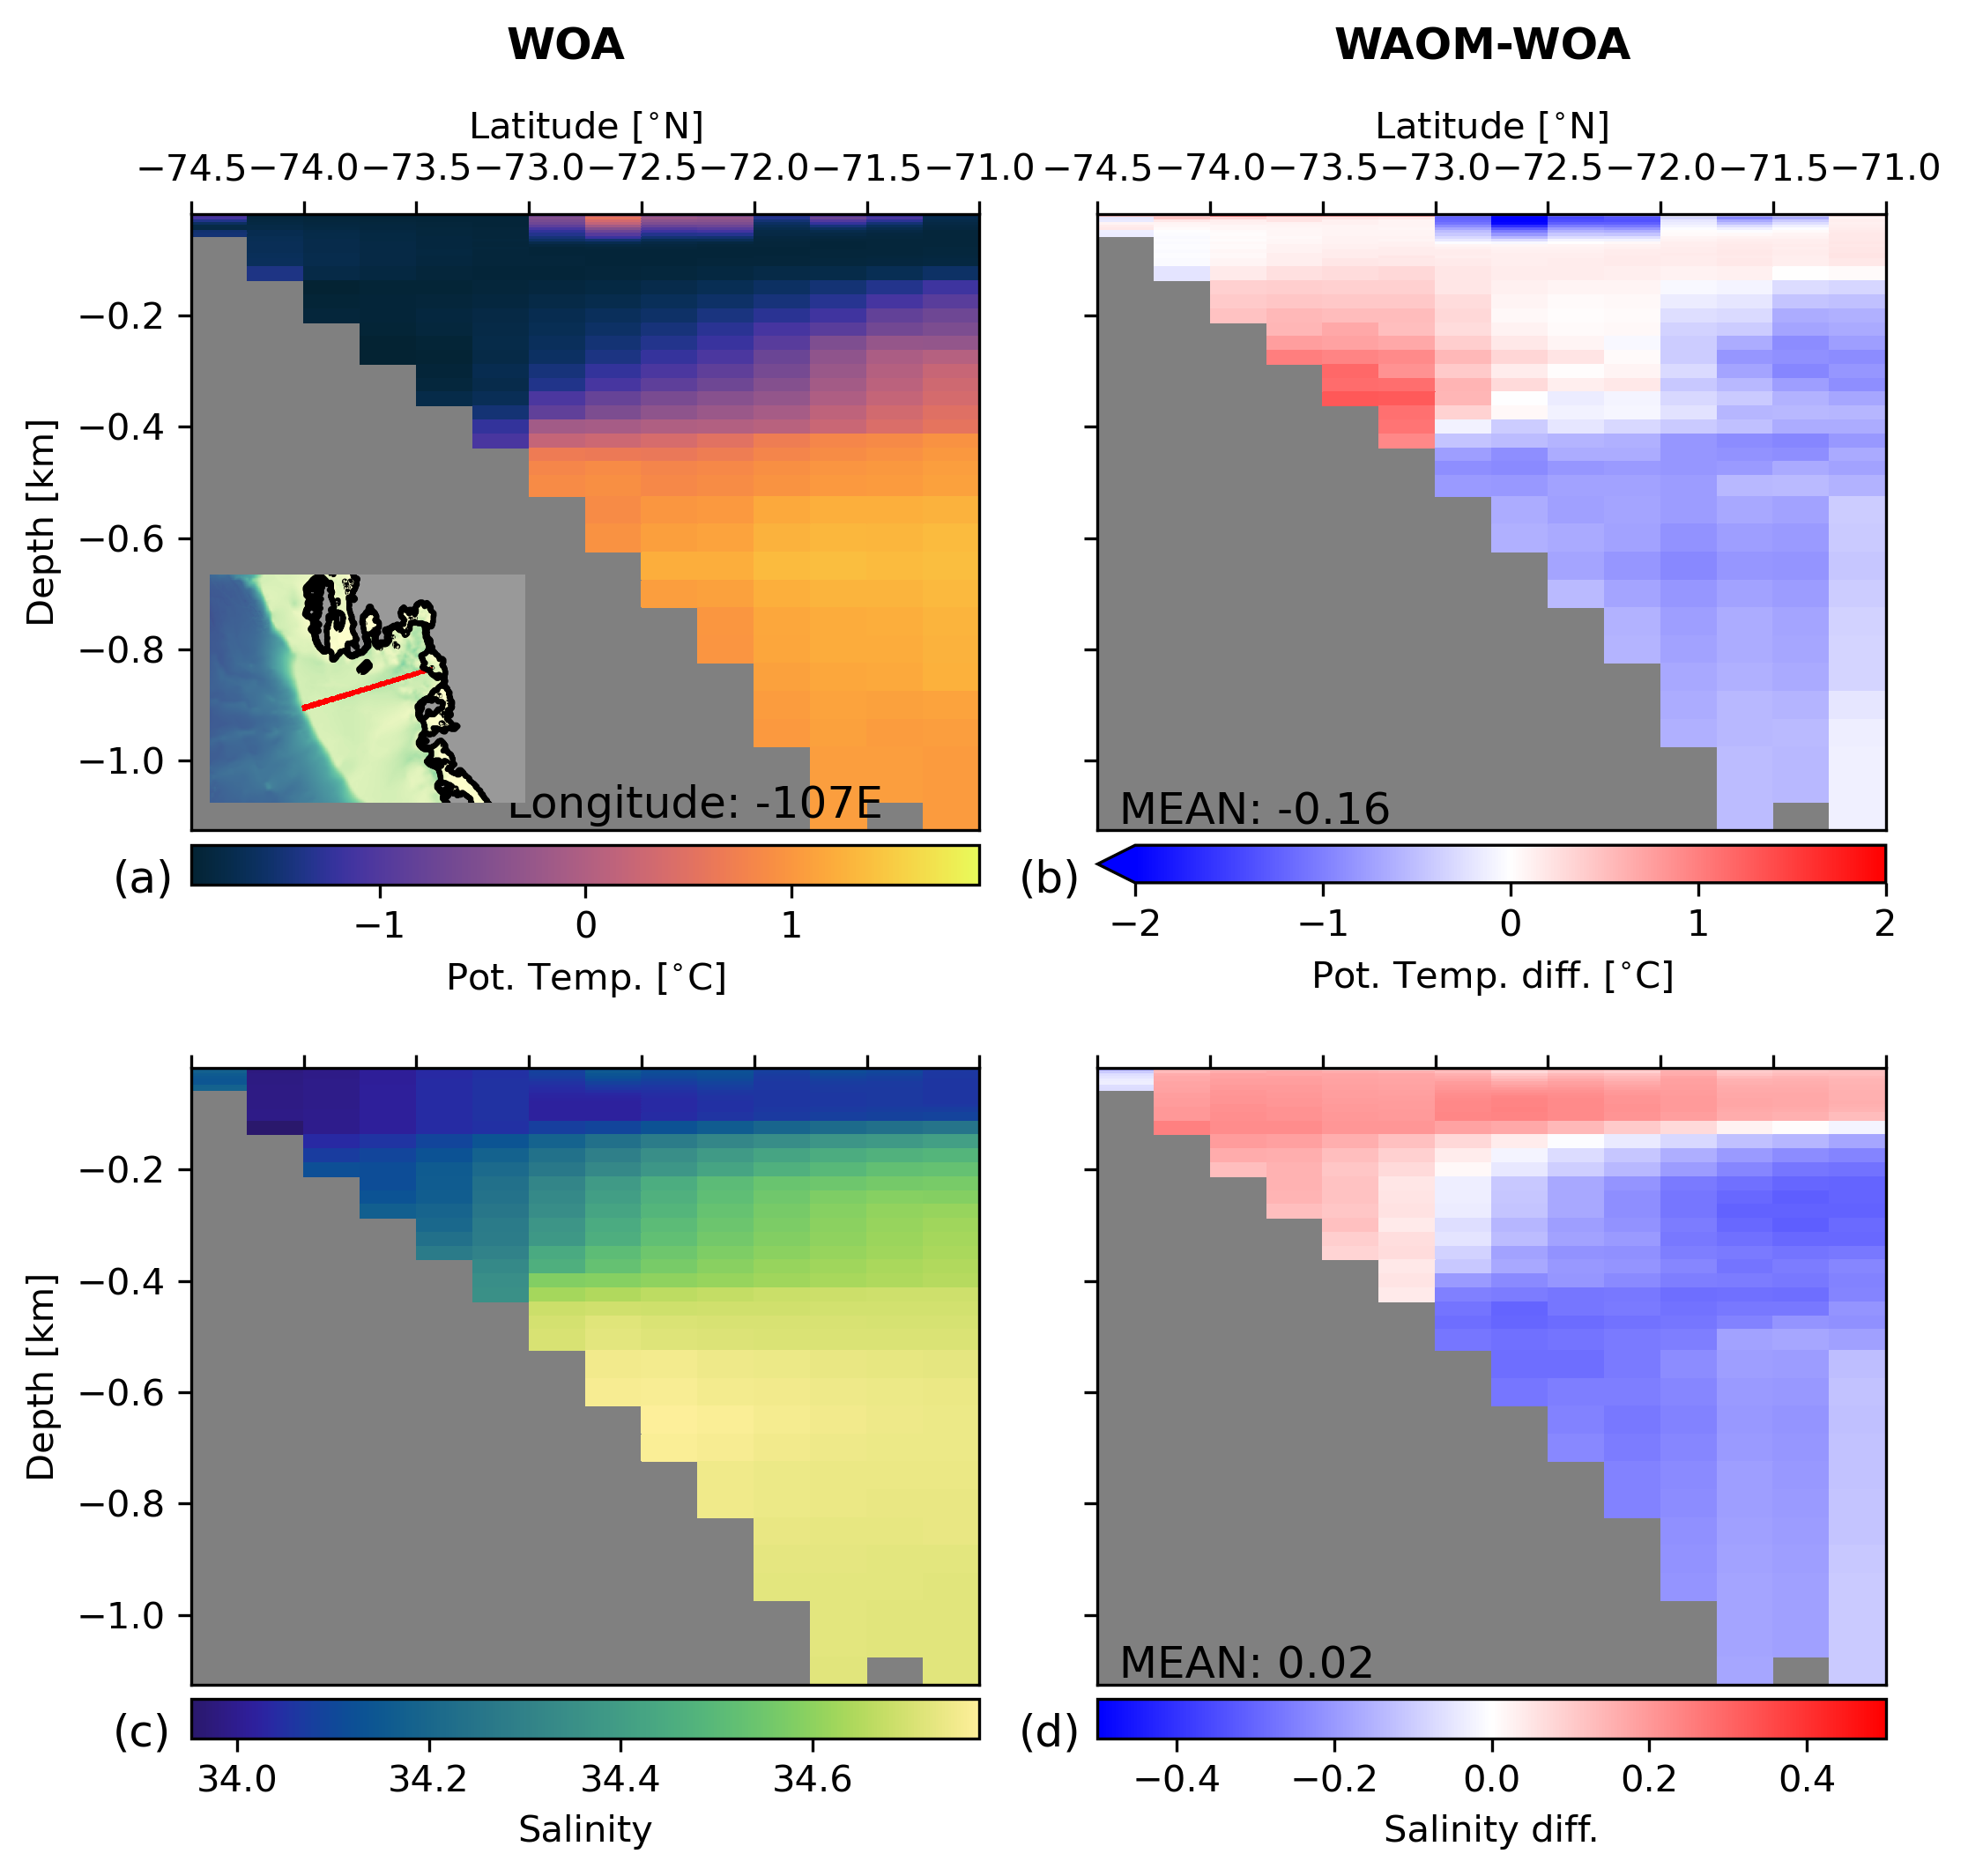 WOA
WAOM-WOA
Latitude [°N]
Latitude [°N]
−74.5 −74.0 −73.5 −73.0 −72.5 −72.0 −71.5 −71.0
−74.5 −74.0 −73.5 −73.0 −72.5 −72.0 −71.5 −71.0
Depth [km]
−0.2
−0.4
−0.6
−0.8
−1.0
Longitude: -107E
MEAN: -0.16
(a)
−1 0 1
Pot. Temp. [°C]
(b)
−2 −1 0 1 2
Pot. Temp. diff. [°C]
Depth [km]
−0.2
−0.4
−0.6
−0.8
−1.0
MEAN: 0.02
(c)
34.0 34.2 34.4 34.6
Salinity
(d)
−0.4 −0.2 0.0 0.2 0.4
Salinity diff.